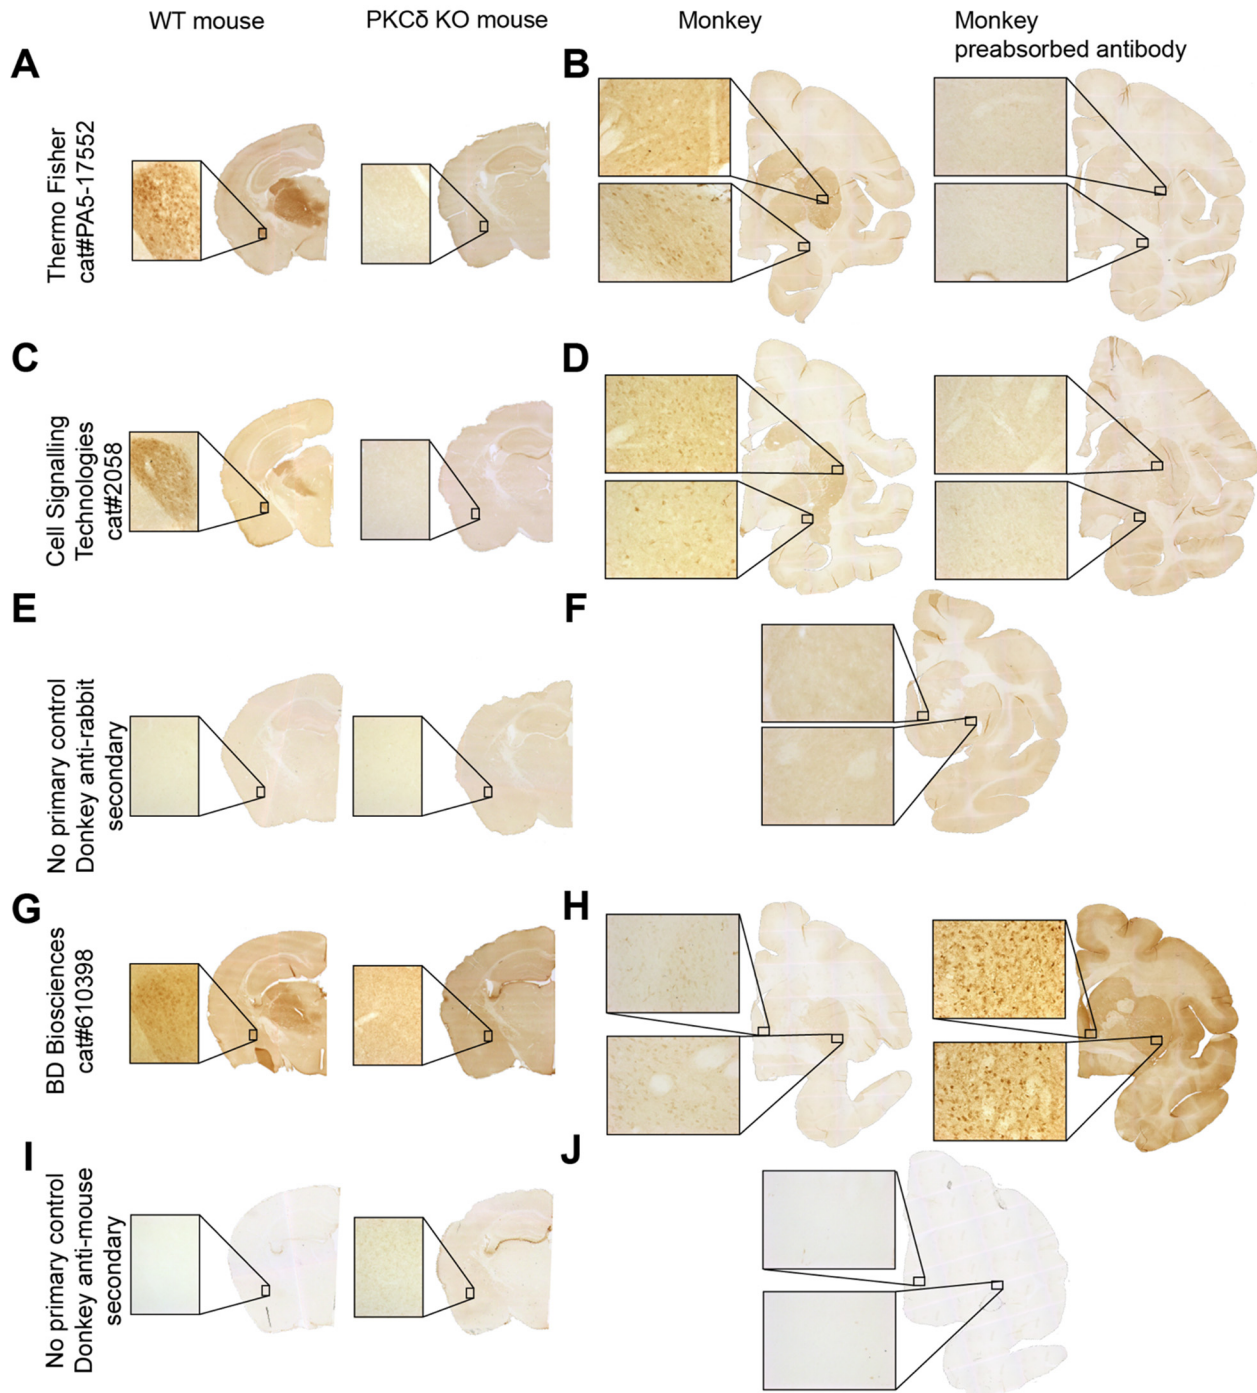 WT mouse
PKCδ KO mouse
Monkey
Monkey
preabsorbed antibody
A
B
Thermo Fisher
cat#PA5-17552
C
D
Cell Signalling
Technologies
cat#2058
E
F
No primary control
Donkey anti-rabbit
secondary
G
H
BD Biosciences
cat#610398
I
J
No primary control
Donkey anti-mouse
secondary